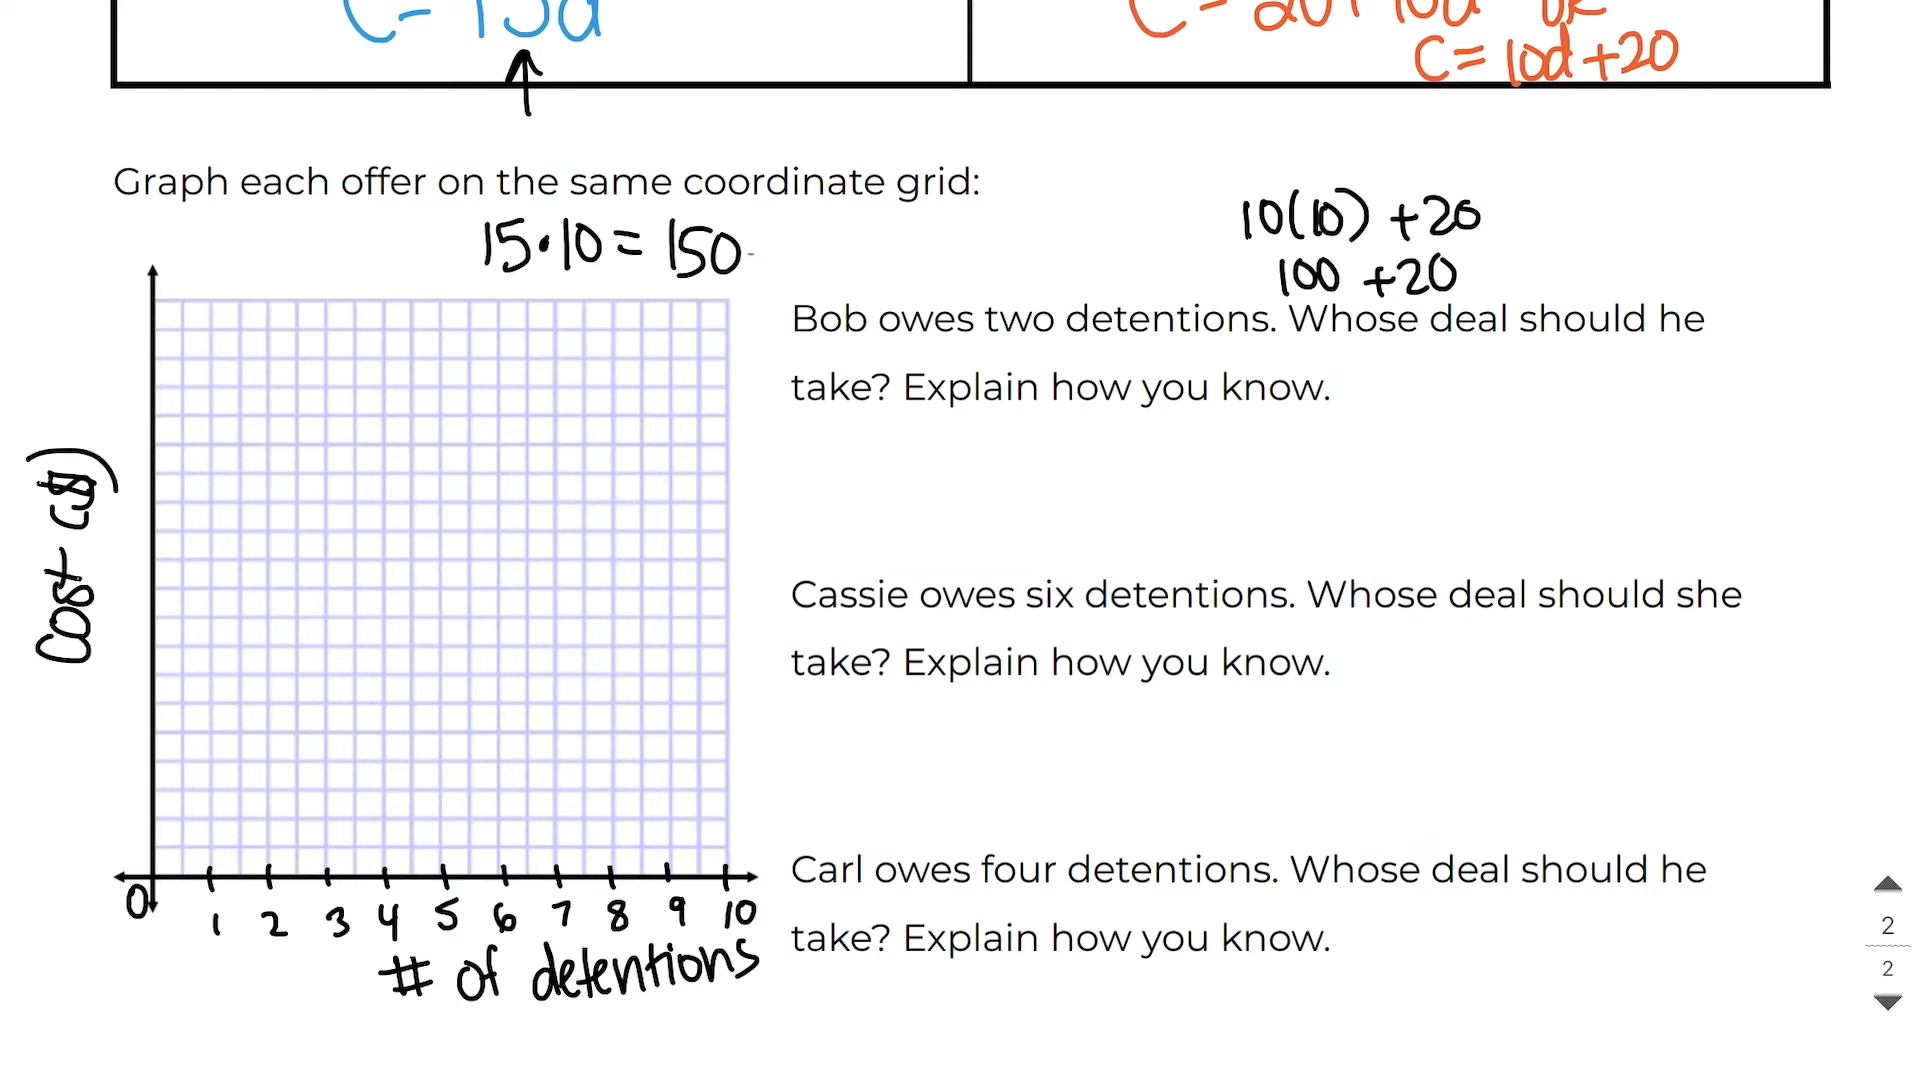 C = 15d
C = 20+10d or
C = 10d+20
Graph each offer on the same coordinate grid:
15•10 = 150
10(10) +20
100 +20
Bob owes two detentions. Whose deal should he
take? Explain how you know.
Cost ($)
Cassie owes six detentions. Whose deal should she
take? Explain how you know.
Carl owes four detentions. Whose deal should he
take? Explain how you know.
0 1 2 3 4 5 6 7 8 9 10
# of detentions
2
2